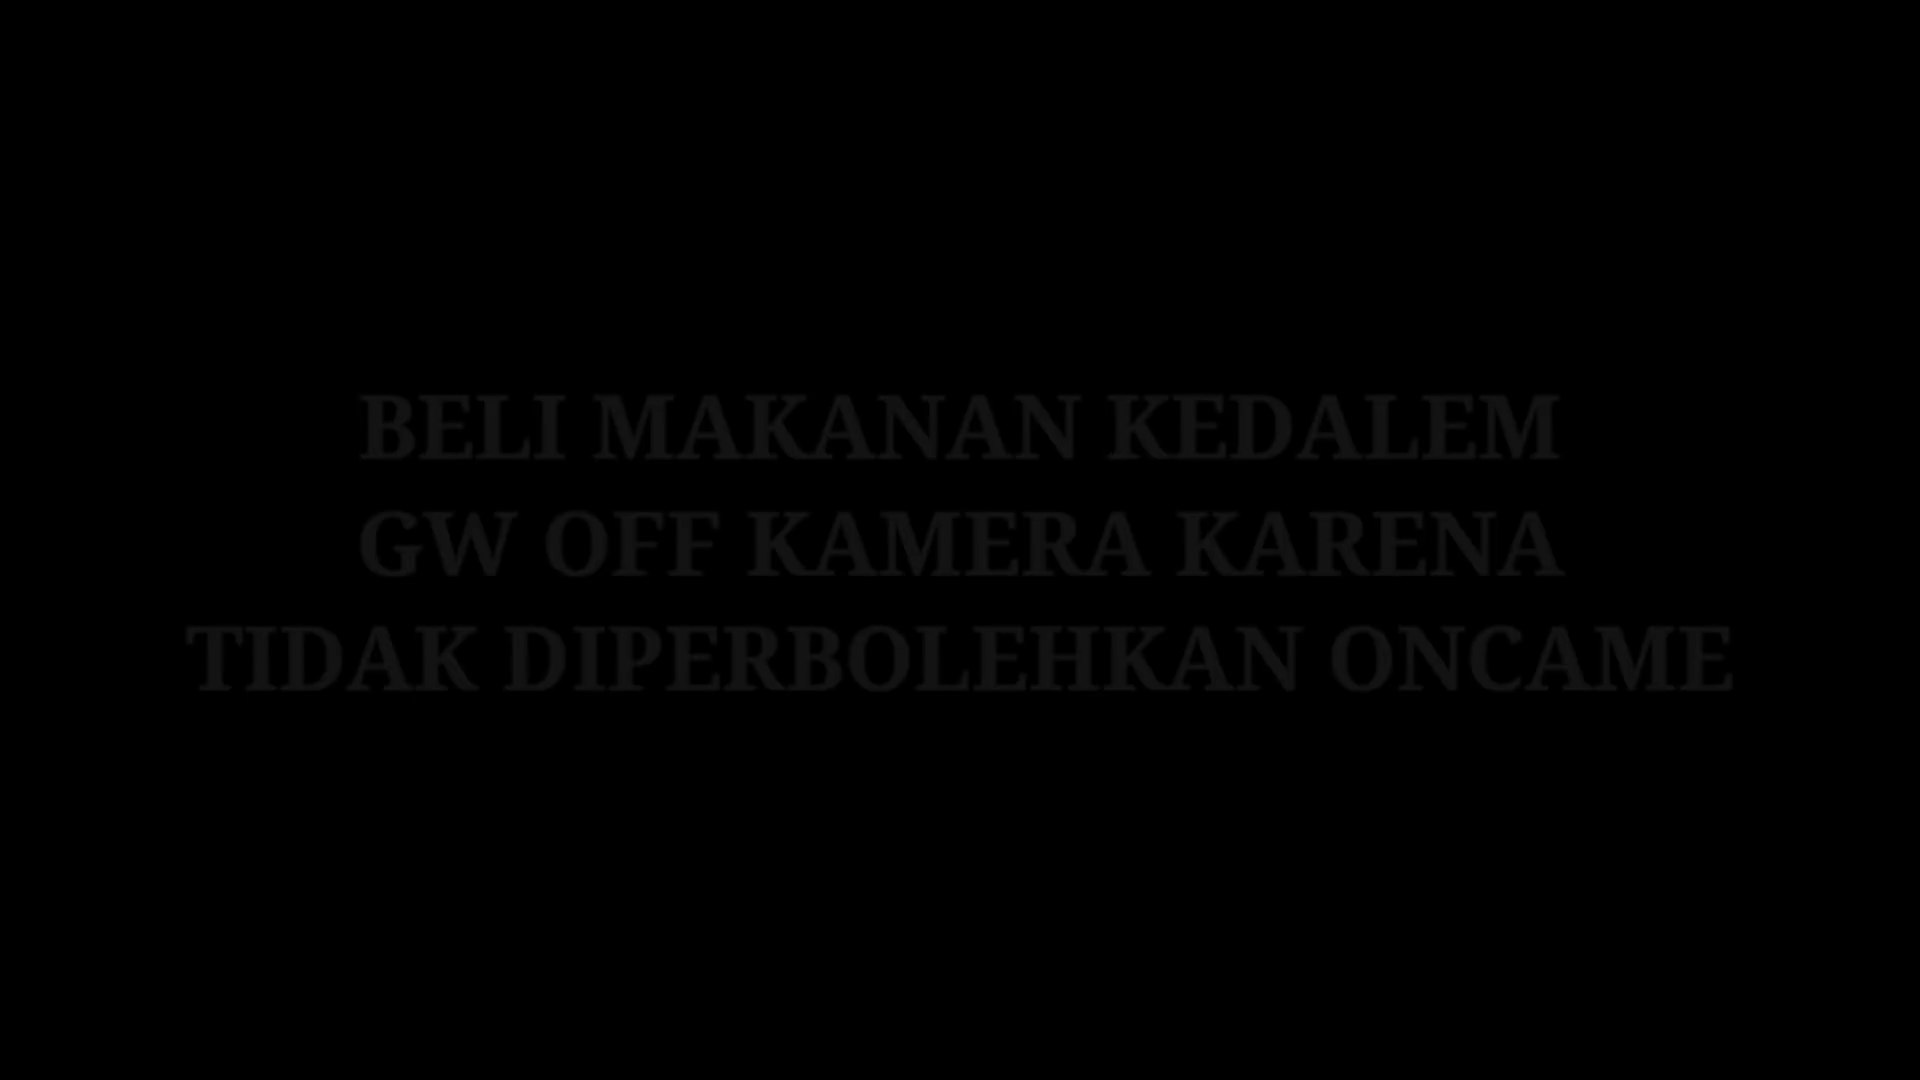 BELI MAKANAN KEDALEM
GW OFF KAMERA KARENA
TIDAK DIPERBOLEHKAN ONCAME